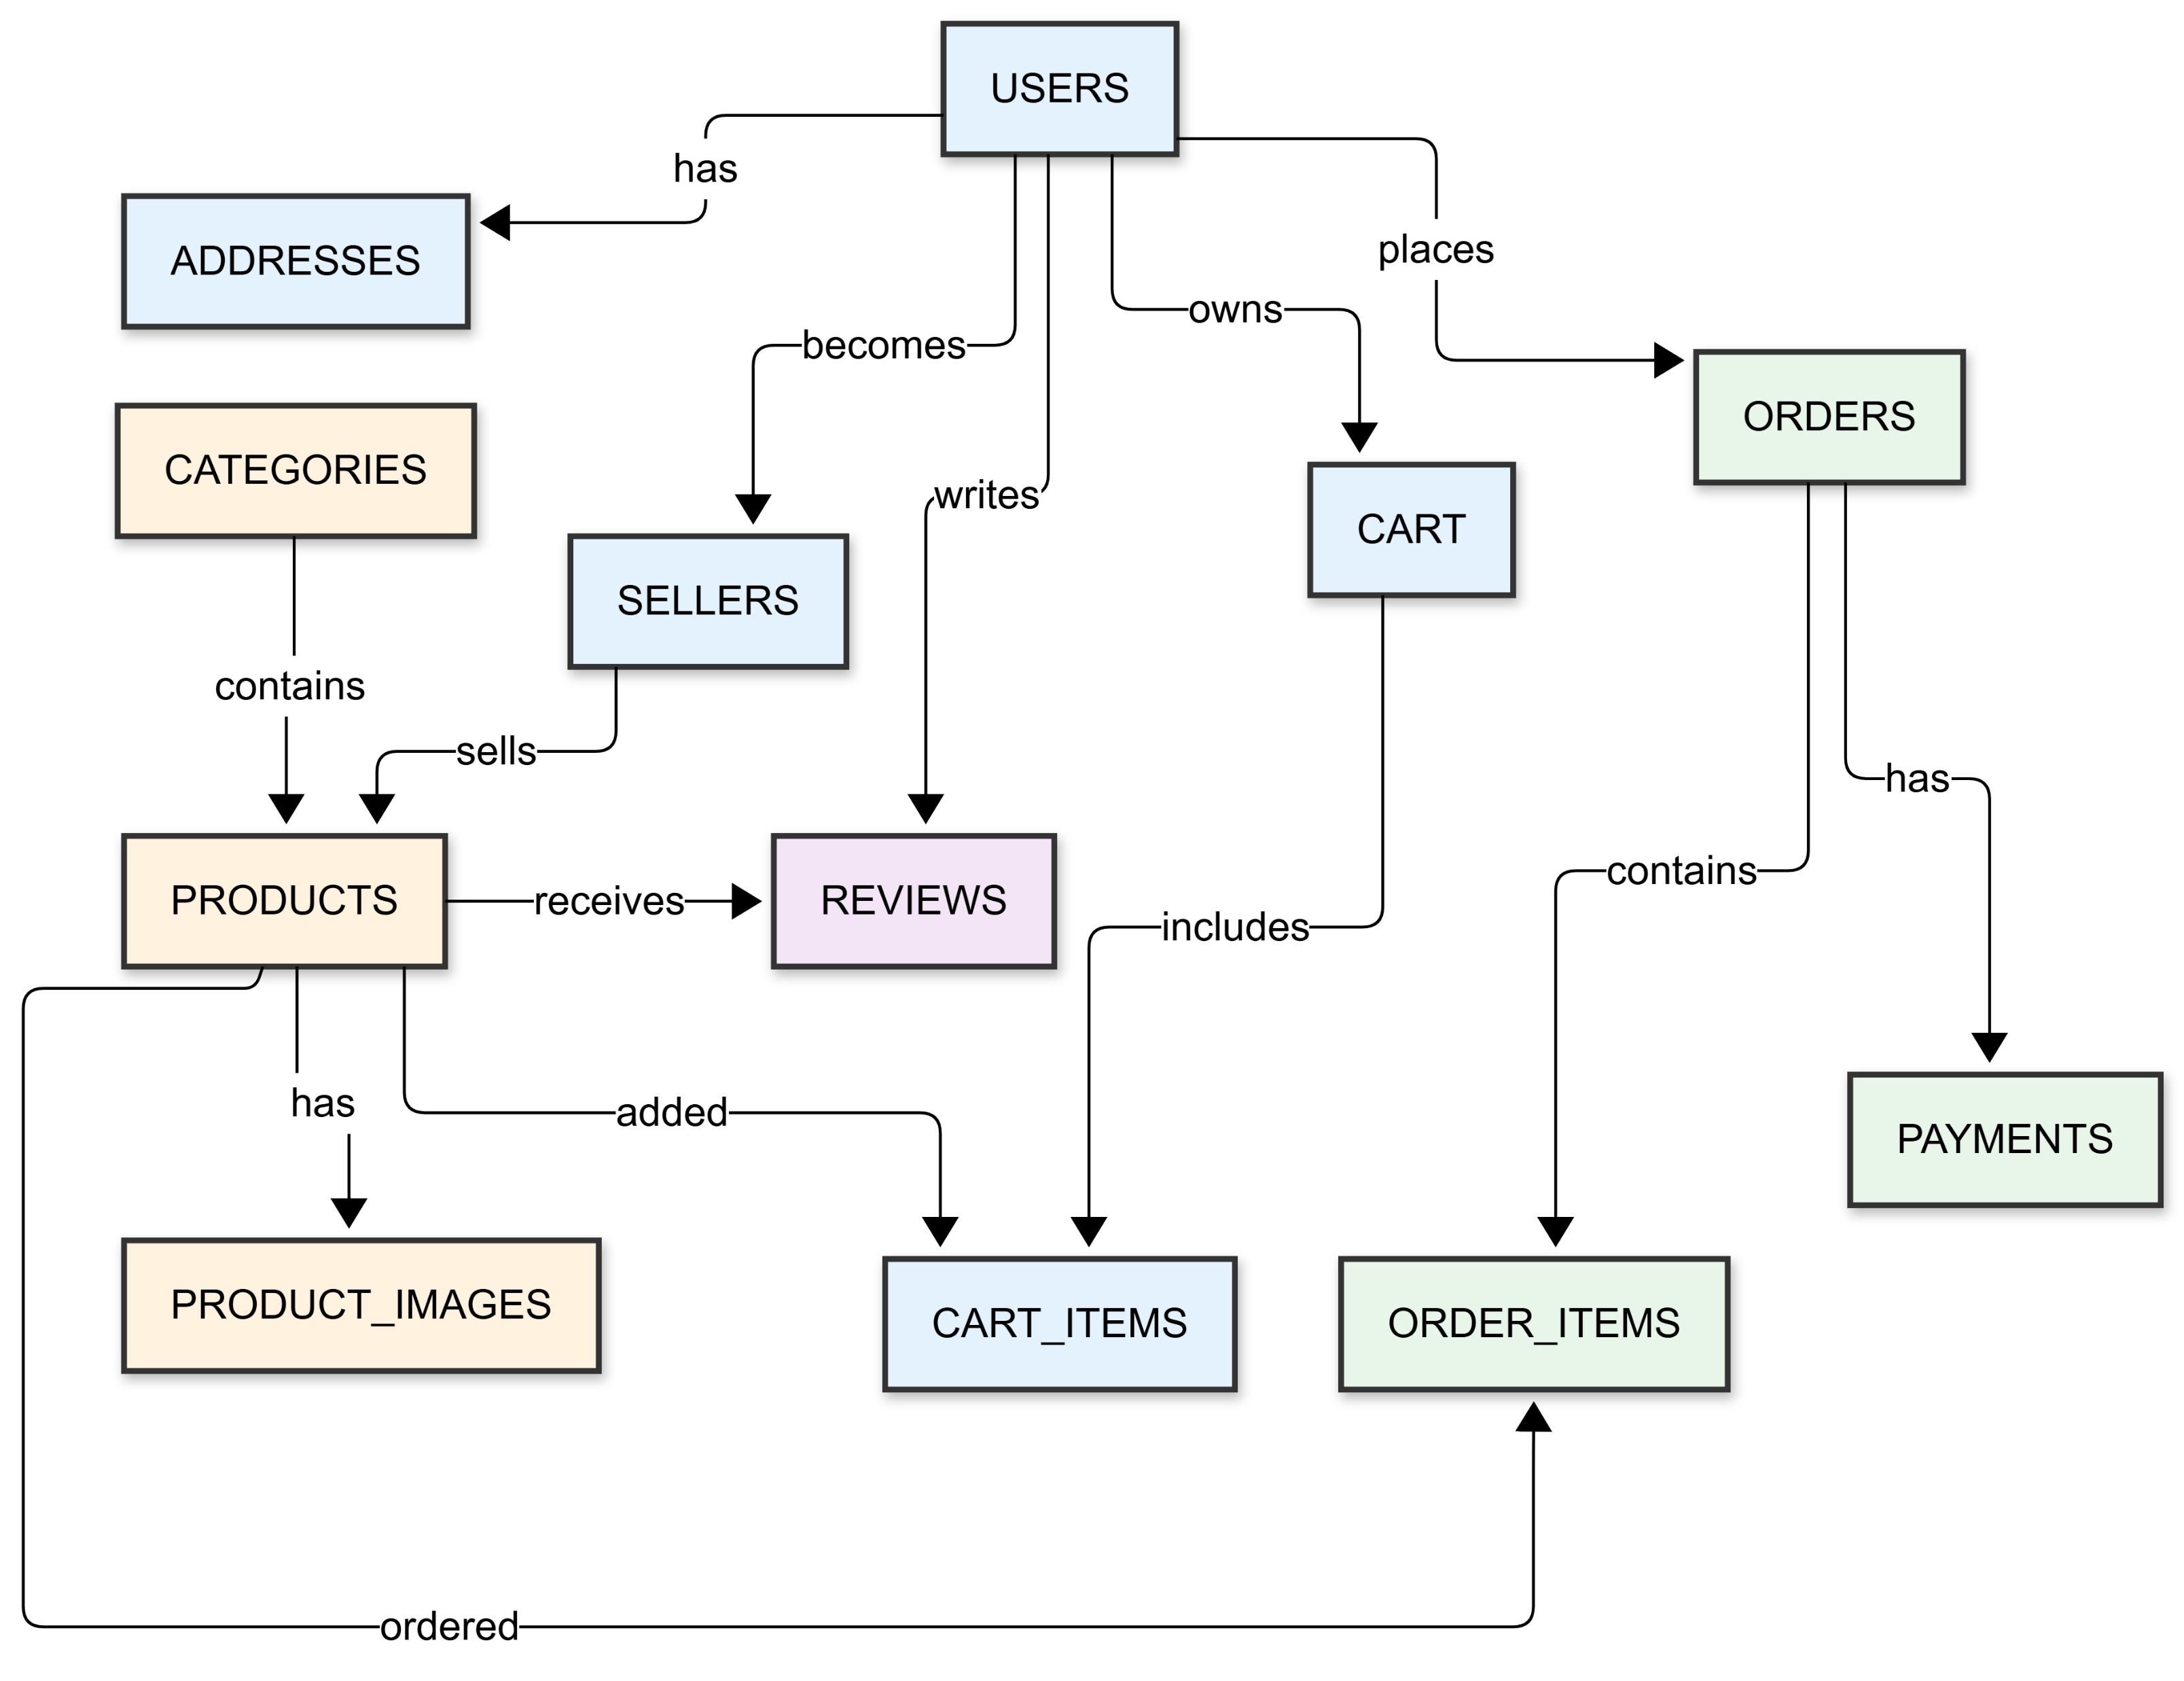 USERS
has
places
ADDRESSES
owns
becomes
ORDERS
CATEGORIES
writes
CART
SELLERS
contains
sells
has
contains
PRODUCTS
receives
REVIEWS
includes
has
added
PAYMENTS
PRODUCT_IMAGES
CART_ITEMS
ORDER_ITEMS
ordered